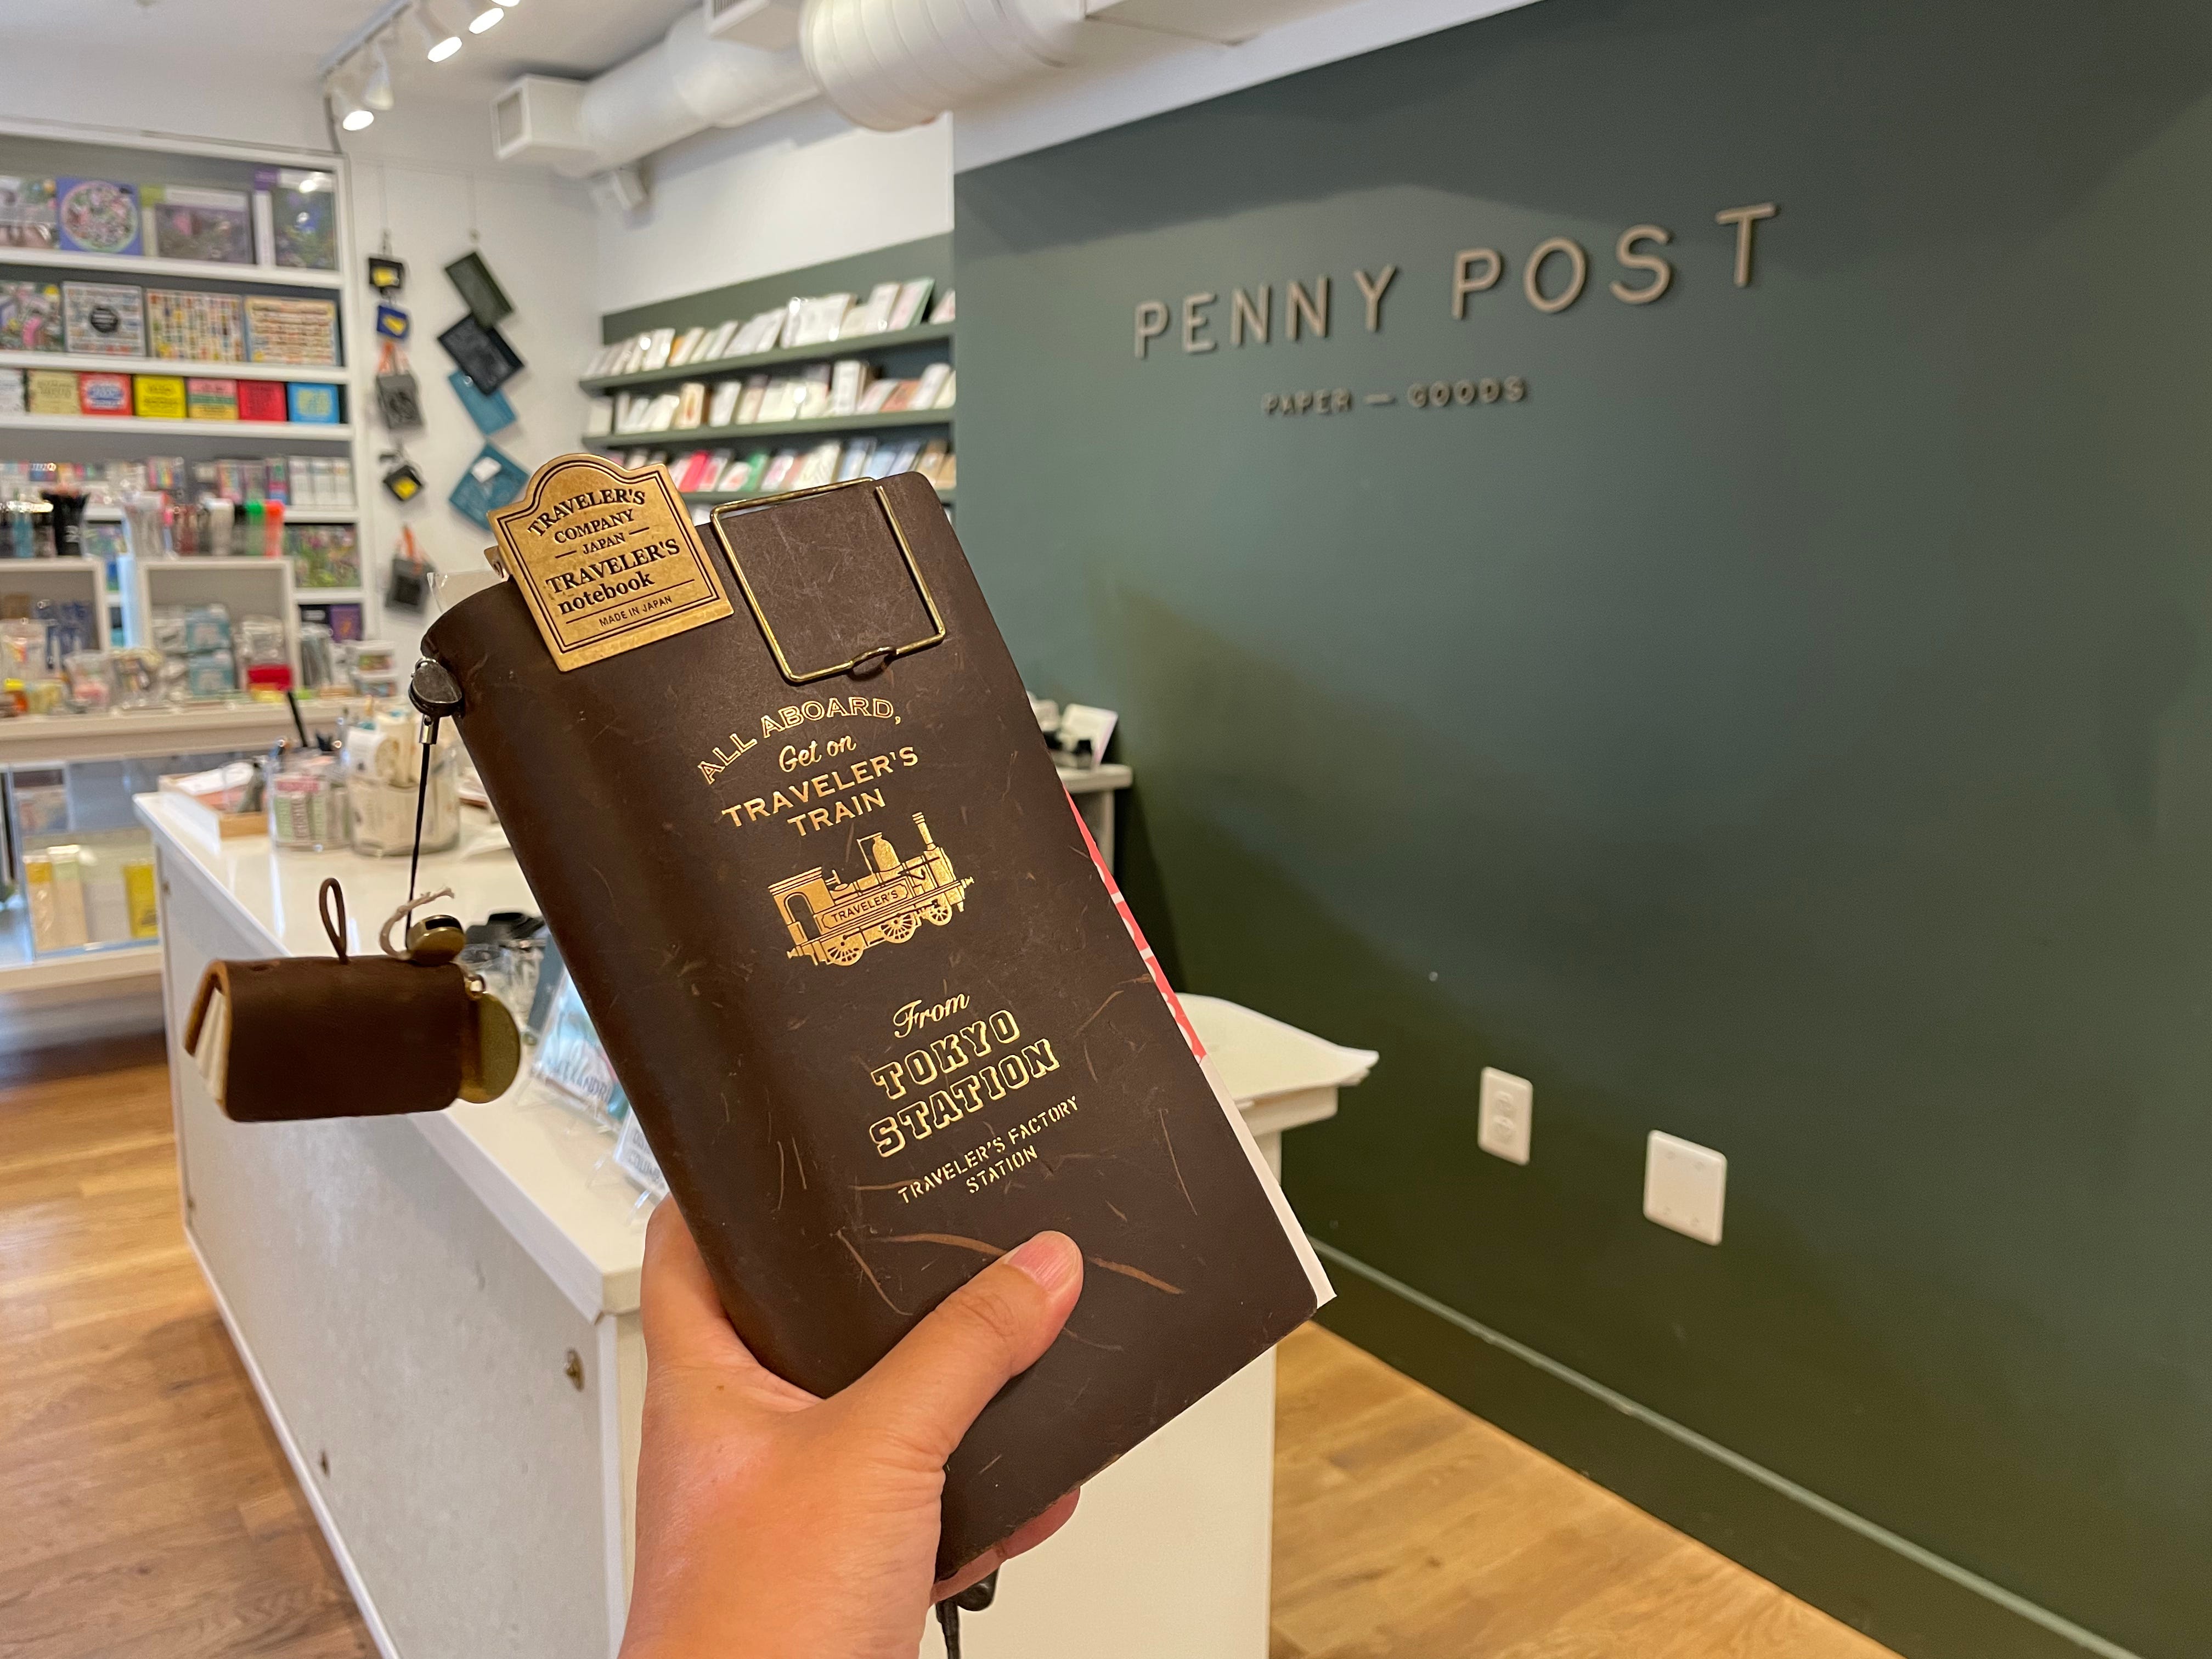 PENNY POST
PAPER — GOODS
TRAVELER'S
COMPANY
— JAPAN —
TRAVELER'S
notebook
MADE IN JAPAN
ALL ABOARD,
Get on
TRAVELER'S
TRAIN
TRAVELER'S
From
TOKYO
STATION
TRAVELER'S FACTORY
STATION